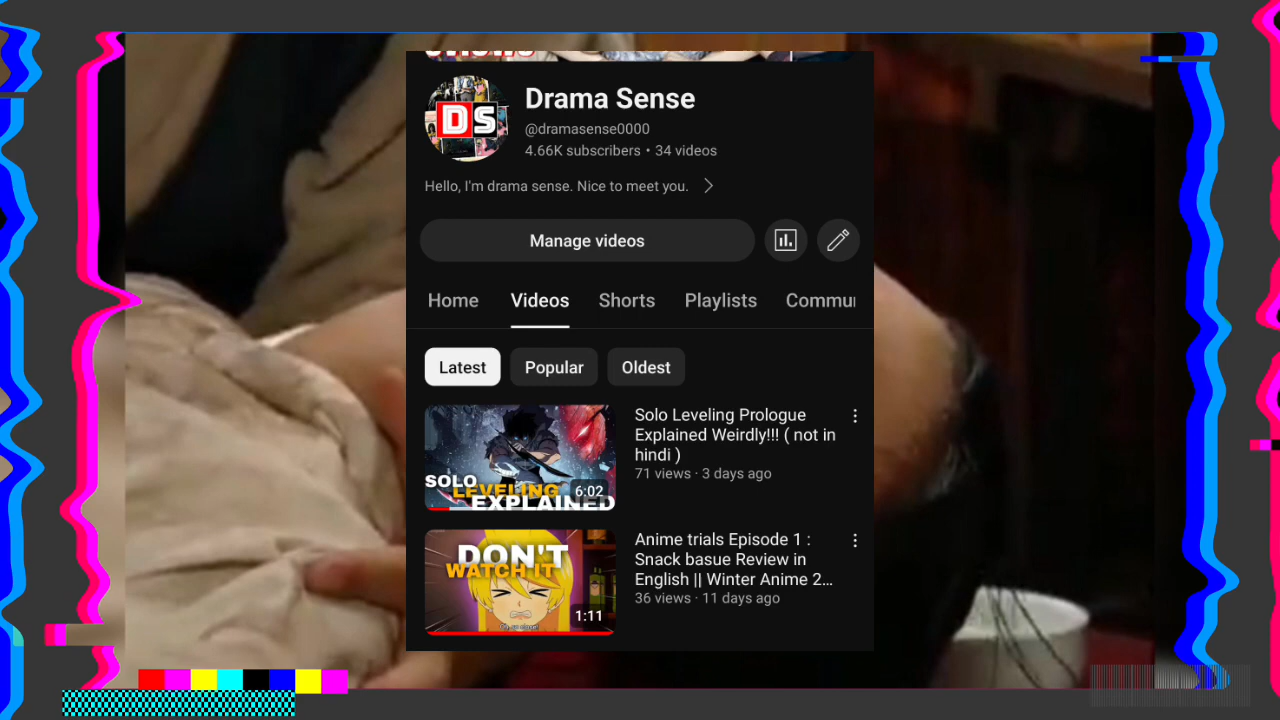 DS
Drama Sense
@dramasense0000
4.66K subscribers • 34 videos
Hello, I'm drama sense. Nice to meet you.
Manage videos
Home Videos Shorts Playlists Commu
Latest Popular Oldest
SOLO
LEVELING
EXPLAINED
6:02
Solo Leveling Prologue
Explained Weirdly!!! ( not in
hindi )
71 views · 3 days ago
DON'T
WATCH IT
1:11
Anime trials Episode 1 :
Snack basue Review in
English || Winter Anime 2...
36 views · 11 days ago